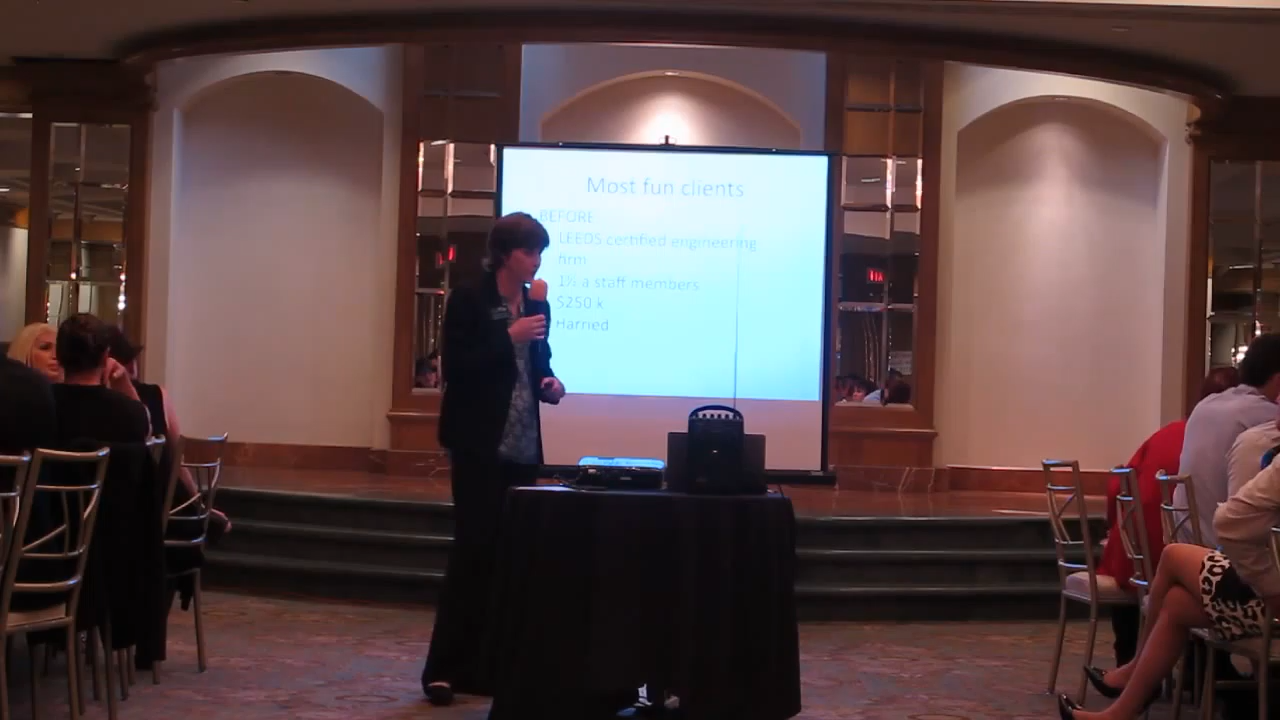 Most fun clients
BEFORE
LEEDS certified engineering
firm
1½ a staff members
$250 k
Harried